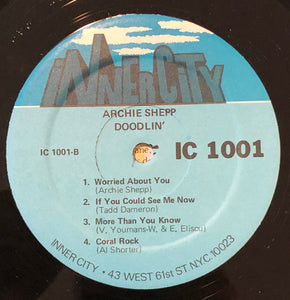 INNER CITY
ARCHIE SHEPP
DOODLIN'
IC 1001-B
IC 1001
1. Worried About You
(Archie Shepp)
2. If You Could See Me Now
(Tadd Dameron)
3. More Than You Know
(V. Youmans-W, & E, Eliscu)
4. Coral Rock
(Al Shorter)
INNER CITY • 43 WEST 61st ST. NYC. 10023